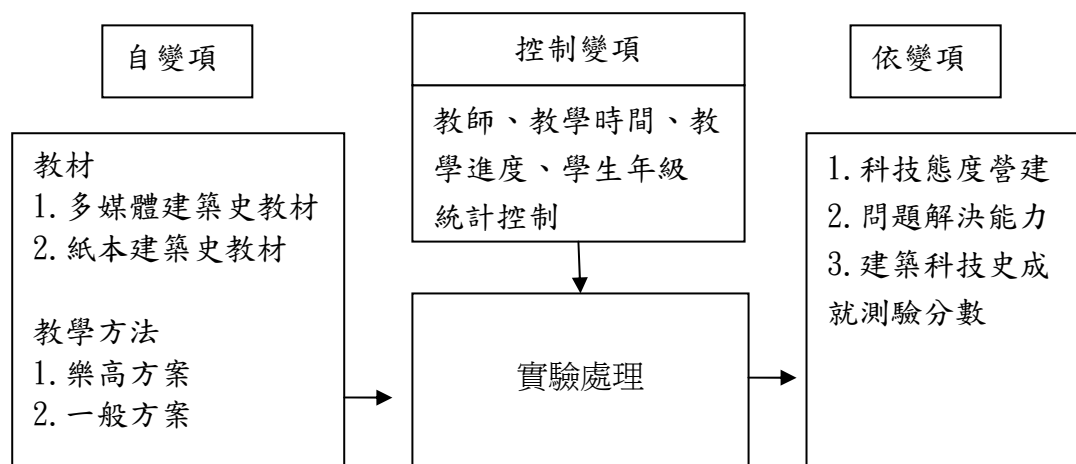 自變項
教材
1.多媒體建築史教材
2.紙本建築史教材
教學方法
1.樂高方案
2.一般方案
控制變項
教師、教學時間、教
學進度、學生年級
統計控制
實驗處理
依變項
1.科技態度營建
2.問題解決能力
3.建築科技史成
就測驗分數